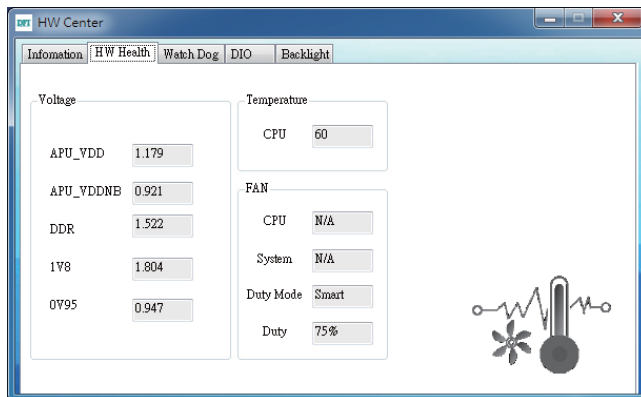 DFI HW Center
Infomation HW Health Watch Dog DIO Backlight
Voltage
APU_VDD 1.179
APU_VDDNB 0.921
DDR 1.522
1V8 1.804
0V95 0.947
Temperature
CPU 60
FAN
CPU N/A
System N/A
Duty Mode Smart
Duty 75%